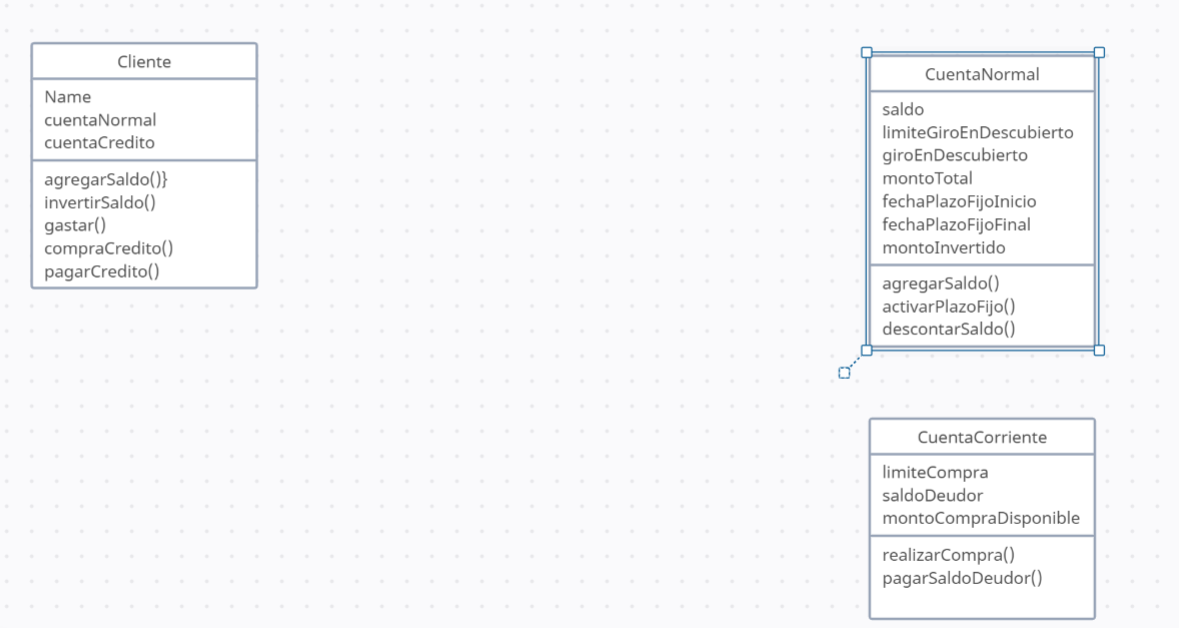 Cliente
Name
cuentaNormal
cuentaCredito
agregarSaldo()}
invertirSaldo()
gastar()
compraCredito()
pagarCredito()
CuentaNormal
saldo
limiteGiroEnDescubierto
giroEnDescubierto
montoTotal
fechaPlazoFijoInicio
fechaPlazoFijoFinal
montoInvertido
agregarSaldo()
activarPlazoFijo()
descontarSaldo()
CuentaCorriente
limiteCompra
saldoDeudor
montoCompraDisponible
realizarCompra()
pagarSaldoDeudor()